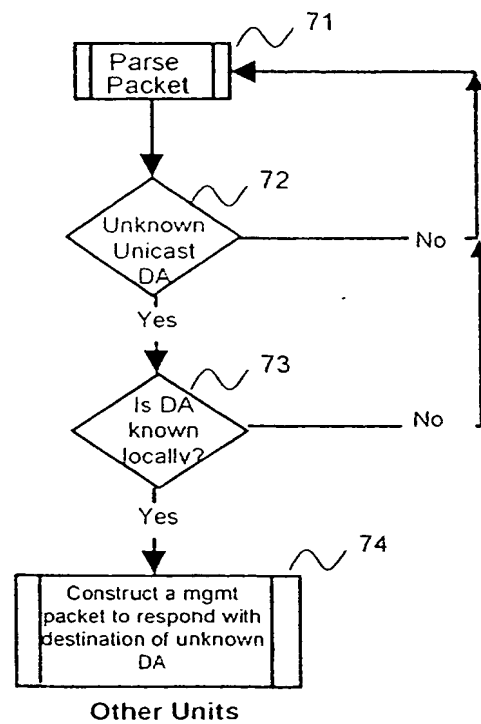 71
Parse
Packet
72
Unknown
Unicast
DA
No
Yes
73
Is DA
known
locally?
No
Yes
74
Construct a mgmt
packet to respond with
destination of unknown
DA
Other Units